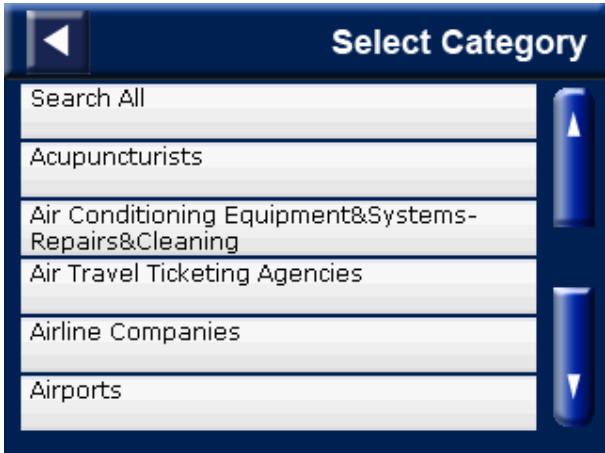 Select Category
Search All
Acupuncturists
Air Conditioning Equipment&Systems-
Repairs&Cleaning
Air Travel Ticketing Agencies
Airline Companies
Airports